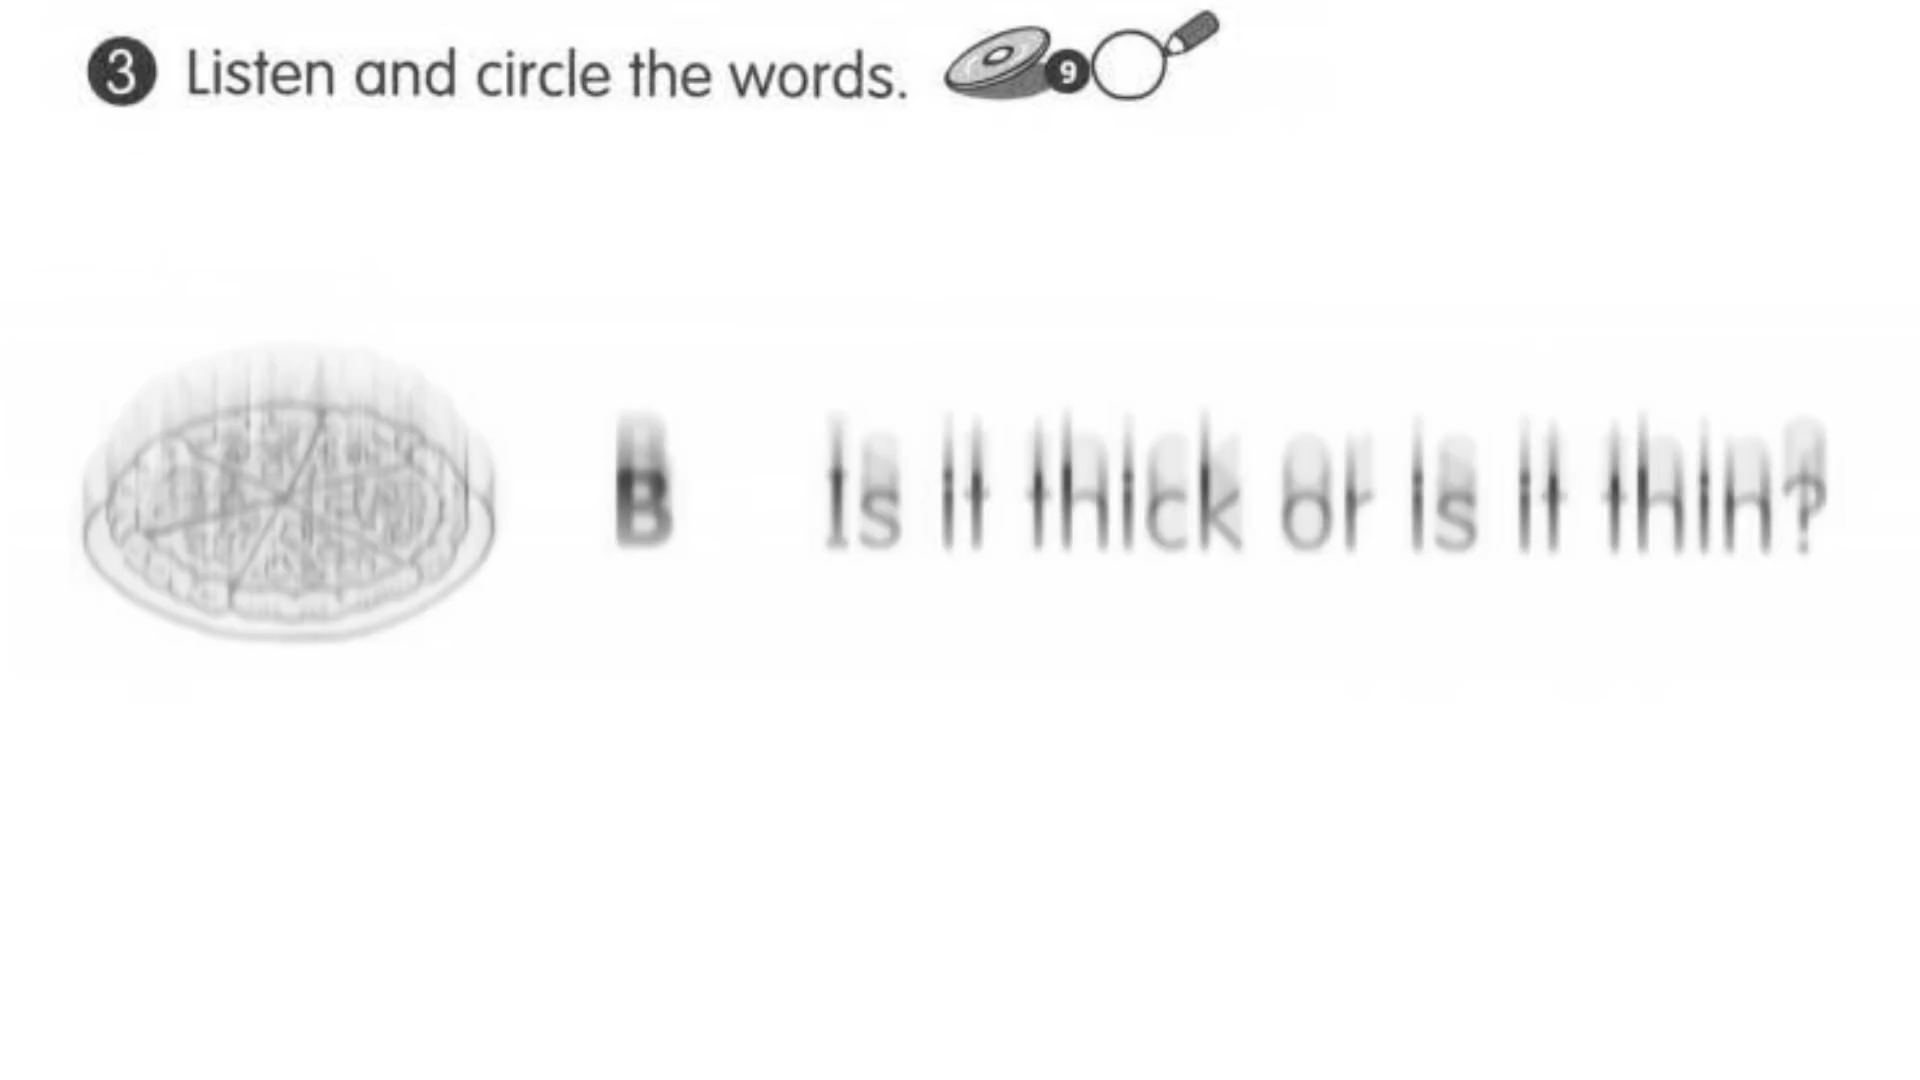 3 Listen and circle the words. 9
B Is it thick or is it thin?